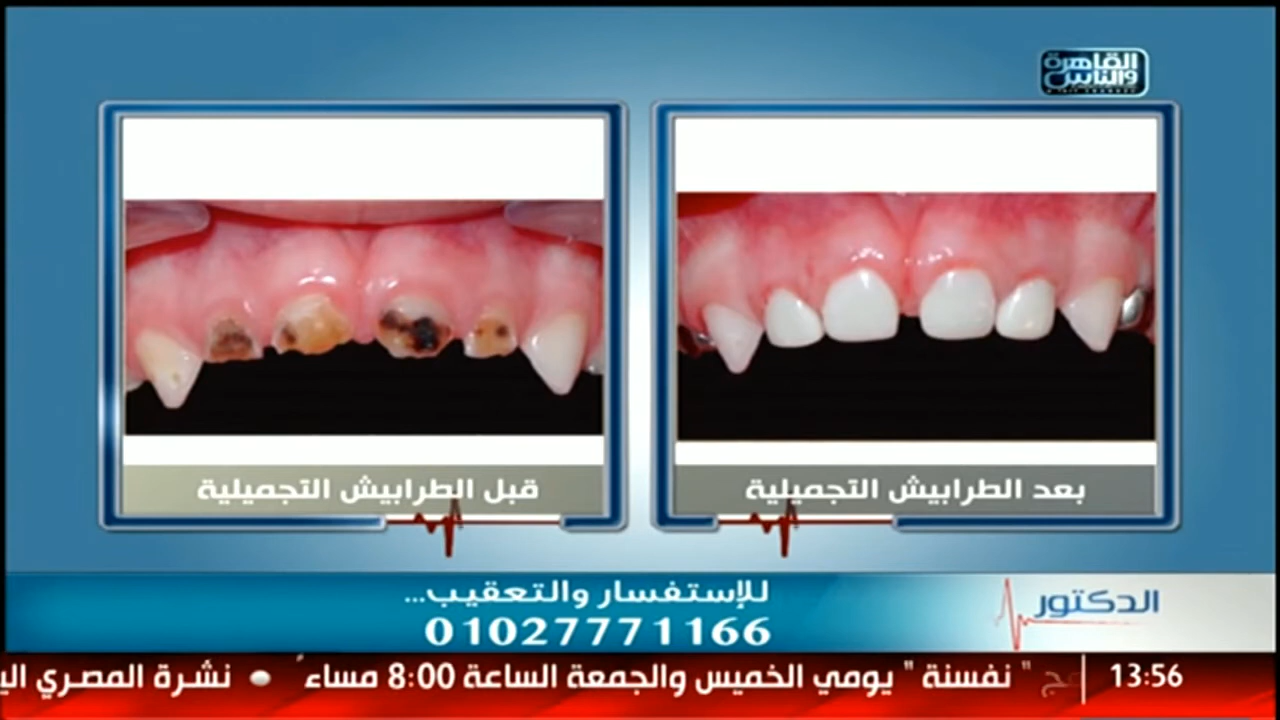 القاهرة
والناس
قبل الطرابيش التجميلية
بعد الطرابيش التجميلية
للإستفسار والتعقيب...
01027771166
الدكتور
13:56
" نفسنة " يومي الخميس والجمعة الساعة 8:00 مساءً • نشرة المصري